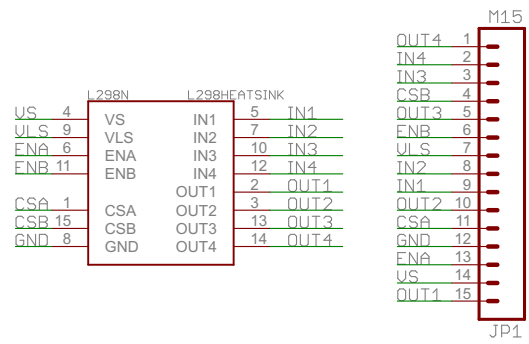 L298N L298HEATSINK
VS 4 VS IN1 5 IN1
VLS 9 VLS IN2 7 IN2
ENA 6 ENA IN3 10 IN3
ENB 11 ENB IN4 12 IN4
OUT1 2 OUT1
CSA 1 CSA OUT2 3 OUT2
CSB 15 CSB OUT3 13 OUT3
GND 8 GND OUT4 14 OUT4
M15
OUT4 1
IN4 2
IN3 3
CSB 4
OUT3 5
ENB 6
VLS 7
IN2 8
IN1 9
OUT2 10
CSA 11
GND 12
ENA 13
VS 14
OUT1 15
JP1